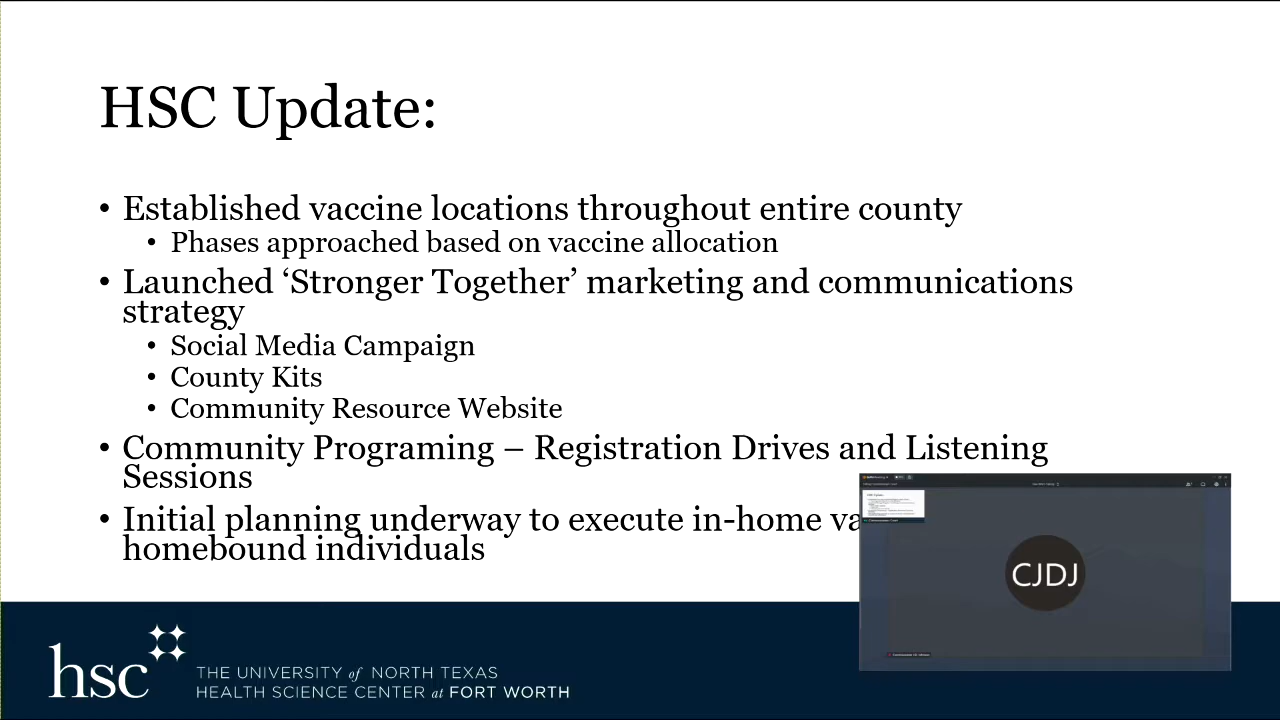 HSC Update:
• Established vaccine locations throughout entire county
• Phases approached based on vaccine allocation
• Launched ‘Stronger Together’ marketing and communications
strategy
• Social Media Campaign
• County Kits
• Community Resource Website
• Community Programing – Registration Drives and Listening
Sessions
• Initial planning underway to execute in-home
homebound individuals
CJDJ
hsc
THE UNIVERSITY of NORTH TEXAS
HEALTH SCIENCE CENTER at FORT WORTH